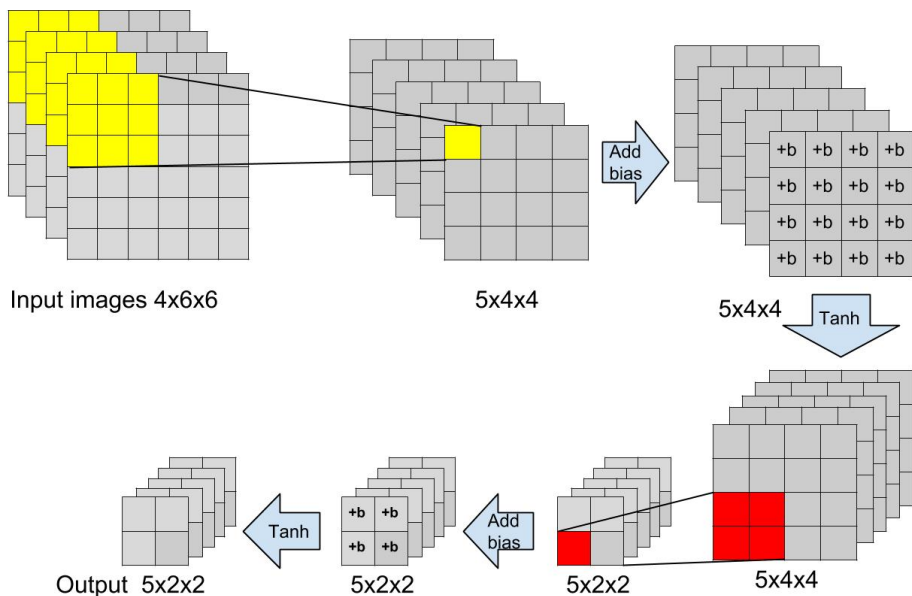 Add
bias
+b +b +b +b
+b +b +b +b
+b +b +b +b
+b +b +b +b
Input images 4x6x6
5x4x4
5x4x4
Tanh
+b +b
+b +b
Tanh
Add
bias
Output 5x2x2
5x2x2
5x2x2
5x4x4